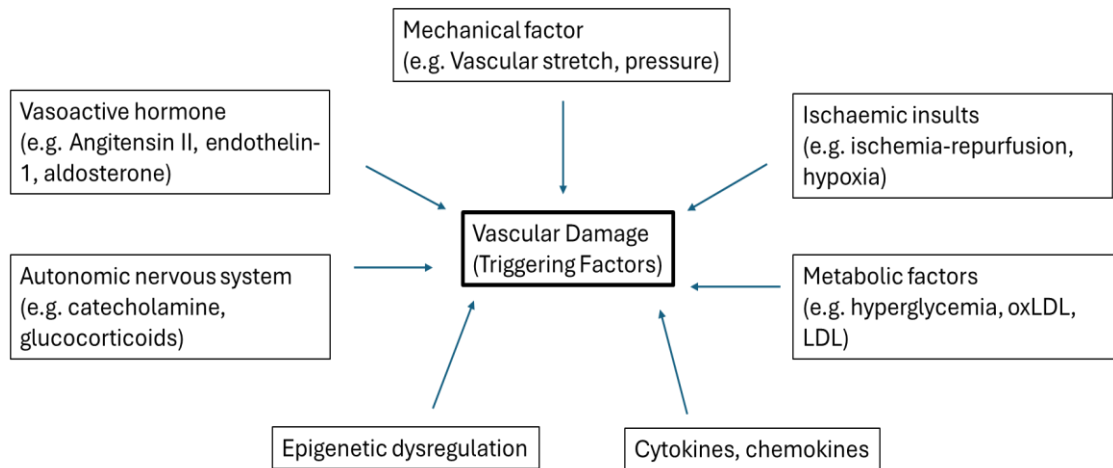 Mechanical factor
(e.g. Vascular stretch, pressure)
Vasoactive hormone
(e.g. Angitensin II, endothelin-
1, aldosterone)
Ischaemic insults
(e.g. ischemia-repurfusion,
hypoxia)
Vascular Damage
(Triggering Factors)
Autonomic nervous system
(e.g. catecholamine,
glucocorticoids)
Metabolic factors
(e.g. hyperglycemia, oxLDL,
LDL)
Epigenetic dysregulation
Cytokines, chemokines